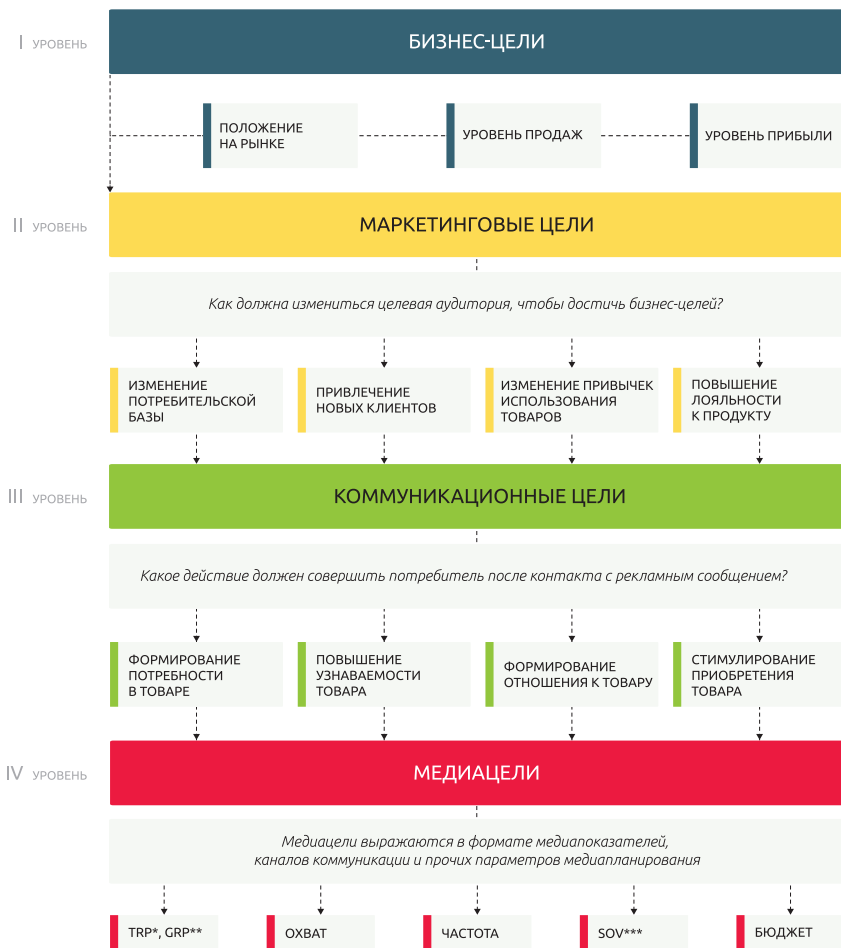 I УРОВЕНЬ
БИЗНЕС-ЦЕЛИ
ПОЛОЖЕНИЕ
НА РЫНКЕ
УРОВЕНЬ ПРОДАЖ
УРОВЕНЬ ПРИБЫЛИ
II УРОВЕНЬ
МАРКЕТИНГОВЫЕ ЦЕЛИ
Как должна измениться целевая аудитория, чтобы достичь бизнес-целей?
ИЗМЕНЕНИЕ
ПОТРЕБИТЕЛЬСКОЙ
БАЗЫ
ПРИВЛЕЧЕНИЕ
НОВЫХ КЛИЕНТОВ
ИЗМЕНЕНИЕ ПРИВЫЧЕК
ИСПОЛЬЗОВАНИЯ
ТОВАРОВ
ПОВЫШЕНИЕ
ЛОЯЛЬНОСТИ
К ПРОДУКТУ
III УРОВЕНЬ
КОММУНИКАЦИОННЫЕ ЦЕЛИ
Какое действие должен совершить потребитель после контакта с рекламным сообщением?
ФОРМИРОВАНИЕ
ПОТРЕБНОСТИ
В ТОВАРЕ
ПОВЫШЕНИЕ
УЗНАВАЕМОСТИ
ТОВАРА
ФОРМИРОВАНИЕ
ОТНОШЕНИЯ К ТОВАРУ
СТИМУЛИРОВАНИЕ
ПРИОБРЕТЕНИЯ
ТОВАРА
IV УРОВЕНЬ
МЕДИАЦЕЛИ
Медиацели выражаются в формате медиапоказателей,
каналов коммуникации и прочих параметров медиапланирования
TRP*, GRP**
ОХВАТ
ЧАСТОТА
SOV***
БЮДЖЕТ